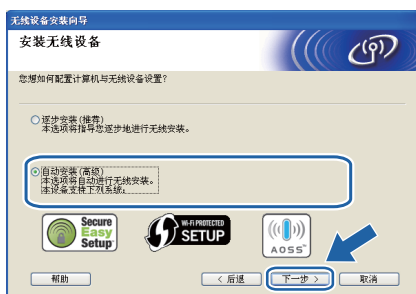 无线设备安装向导
安装无线设备
您想如何配置计算机与无线设备设置?
逐步安装(推荐)
本选项将指导您逐步地进行无线安装。
自动安装(高级)
本选项将自动进行无线安装。
本设备支持下列系统:
Secure
Easy
Setup™
Wi-Fi PROTECTED
SETUP
AOSS™
帮助
< 后退
下一步 >
取消